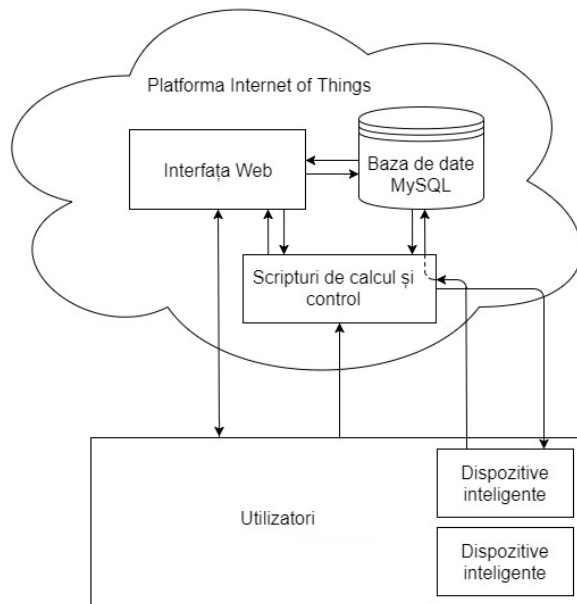 Platforma Internet of Things
Interfața Web
Baza de date
MySQL
Scripturi de calcul și
control
Utilizatori
Dispozitive
inteligente
Dispozitive
inteligente